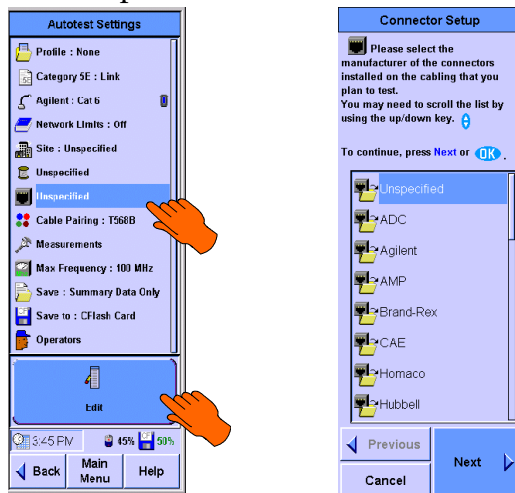 Autotest Settings
Profile : None
Category 5E : Link
Agilent : Cat 6
Network Limits : Off
Site : Unspecified
Unspecified
Unspecified
Cable Pairing : T568B
Measurements
Max Frequency : 100 MHz
Save : Summary Data Only
Save to : CFlash Card
Operators
Edit
3:45 PM 45% 50%
Back Main Menu Help
Connector Setup
Please select the
manufacturer of the connectors
installed on the cabling that you
plan to test.
You may need to scroll the list by
using the up/down key.
To continue, press Next or OK .
Unspecified
ADC
Agilent
AMP
Brand-Rex
CAE
Homaco
Hubbell
Previous
Next
Cancel